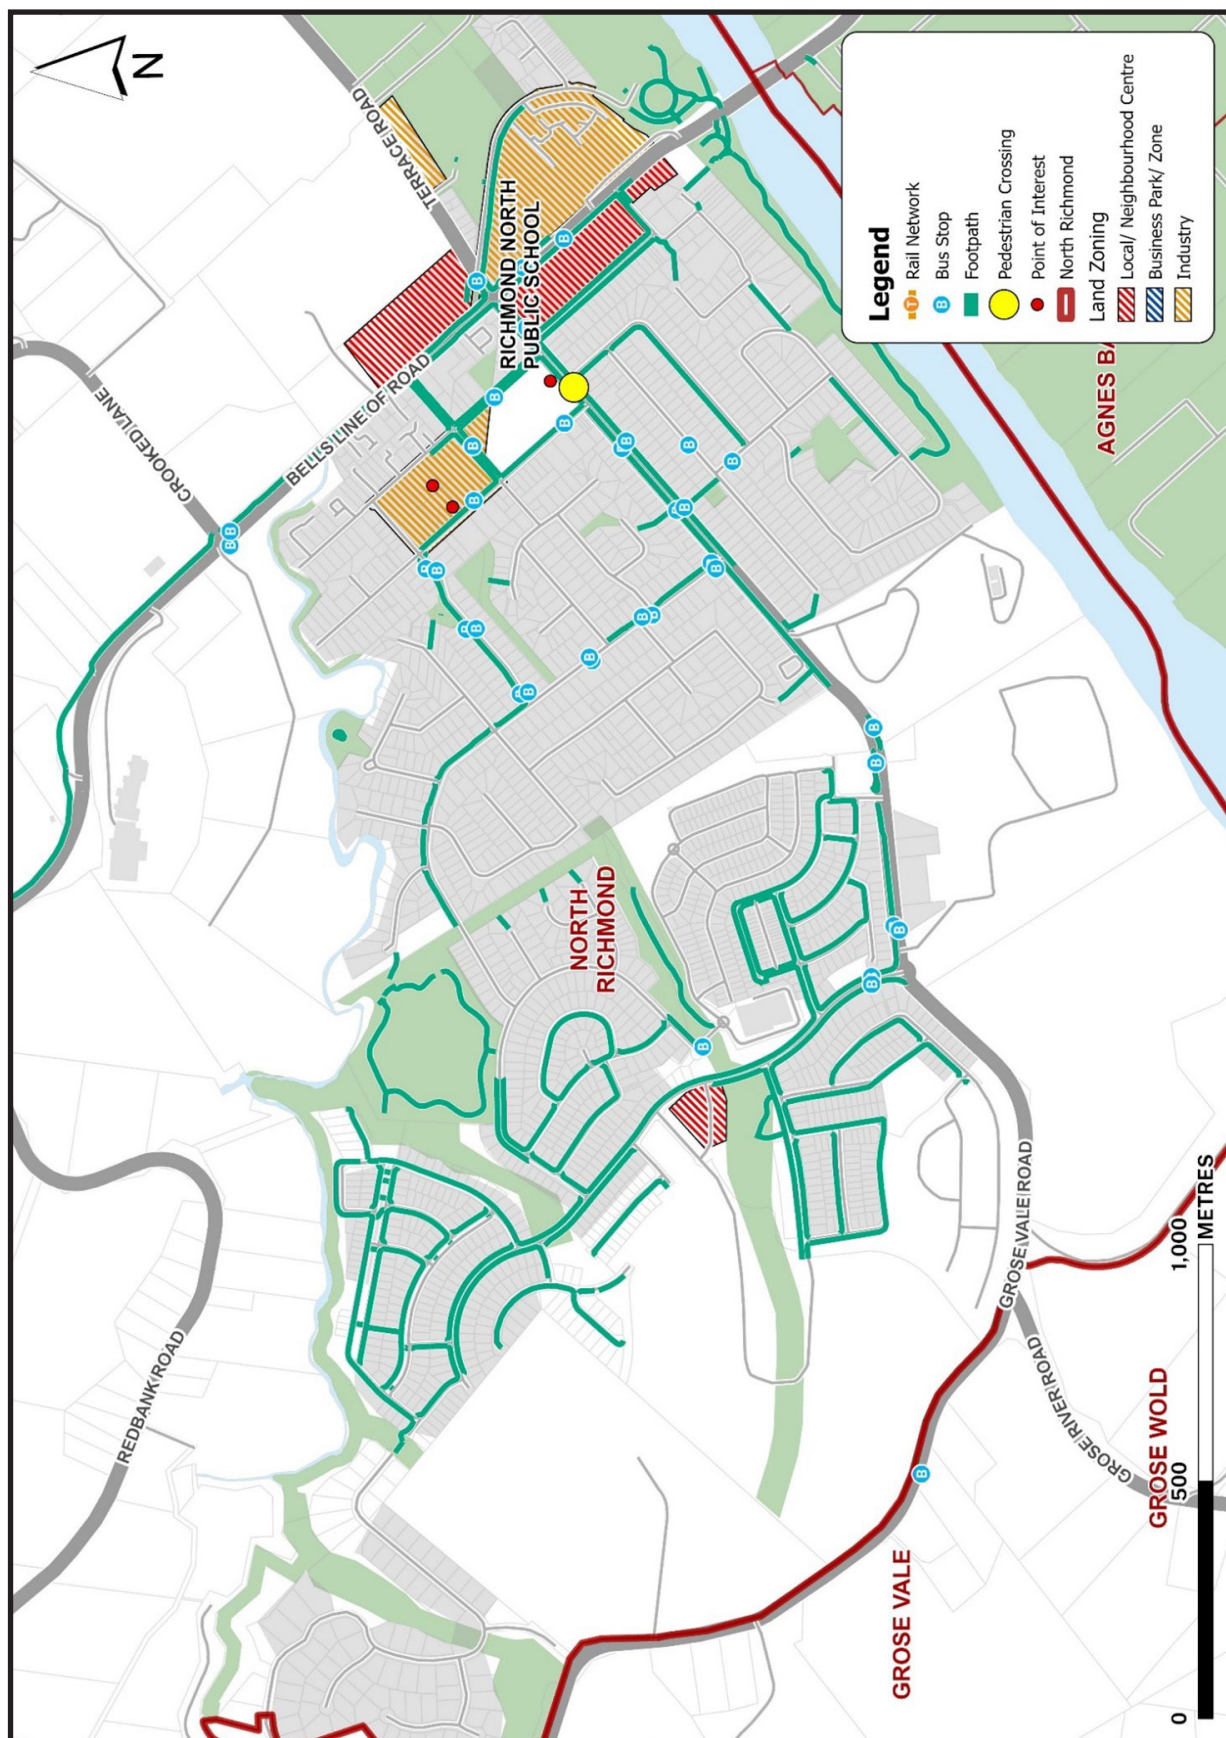 N
TERRACE ROAD
CROOKED LANE
BELLS LINE OF ROAD
RICHMOND NORTH
PUBLIC SCHOOL
NORTH
RICHMOND
REDBANK ROAD
GROSE VALE ROAD
GROSE RIVER ROAD
GROSE WOLD
GROSE VALE
AGNES BA
Legend
Rail Network
Bus Stop
Footpath
Pedestrian Crossing
Point of Interest
North Richmond
Land Zoning
Local/ Neighbourhood Centre
Business Park/ Zone
Industry
0 500 1,000
METRES